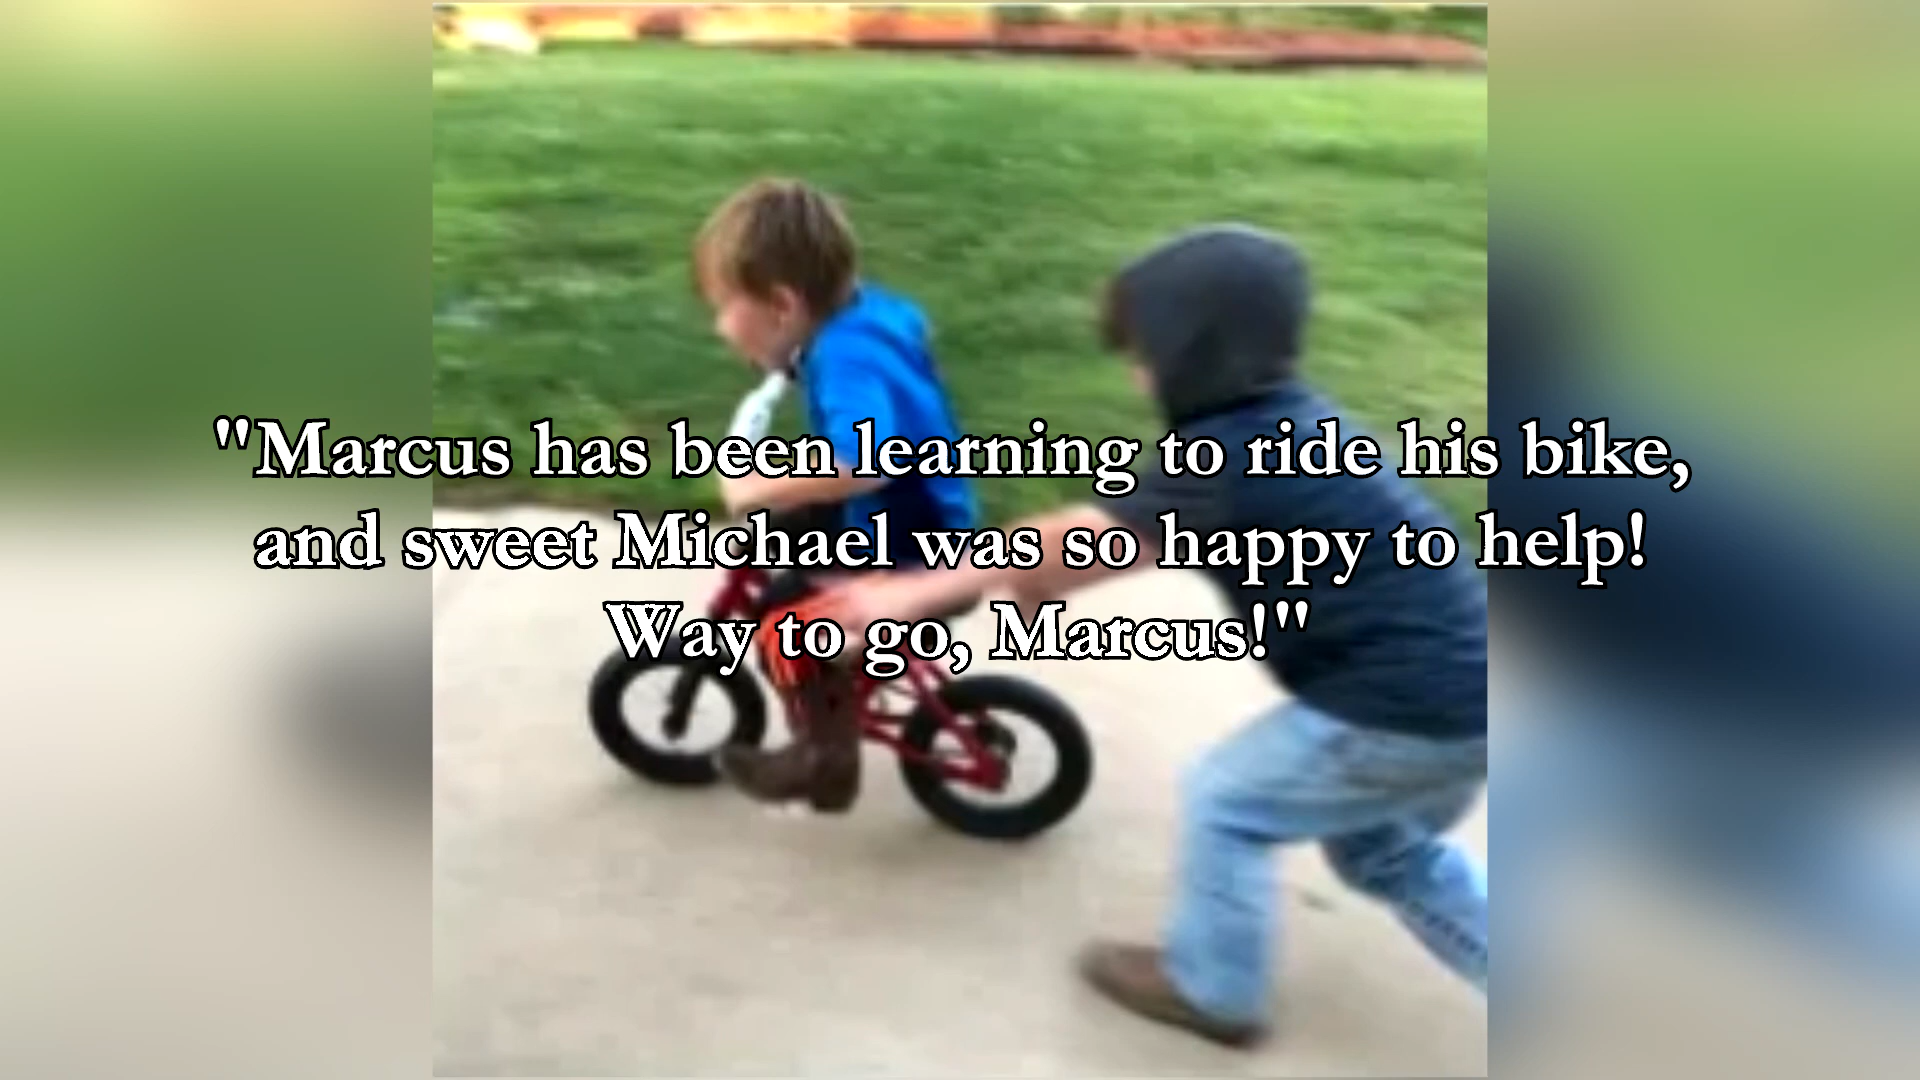 "Marcus has been learning to ride his bike,
and sweet Michael was so happy to help!
Way to go, Marcus!"